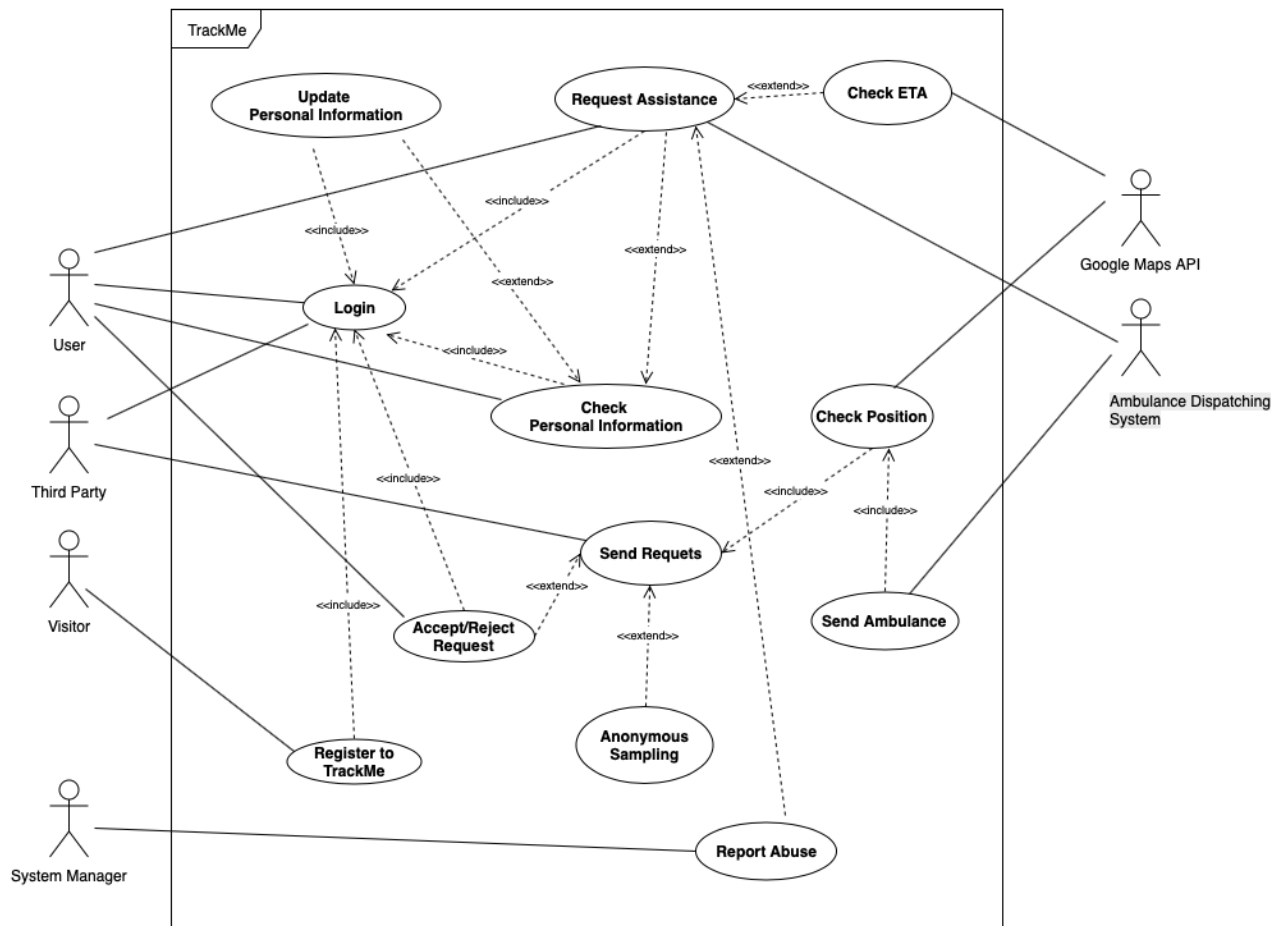 TrackMe
Update
Personal Information
Request Assistance
<<extend>>
Check ETA
<<include>>
<<include>>
<<extend>>
<<extend>>
Google Maps API
User
Login
<<include>>
Check
Personal Information
Check Position
Ambulance Dispatching
System
<<extend>>
Third Party
<<include>>
<<include>>
<<include>>
Send Requets
<<extend>>
Visitor
<<include>>
Accept/Reject
Request
<<extend>>
Send Ambulance
Anonymous
Sampling
Register to
TrackMe
System Manager
Report Abuse